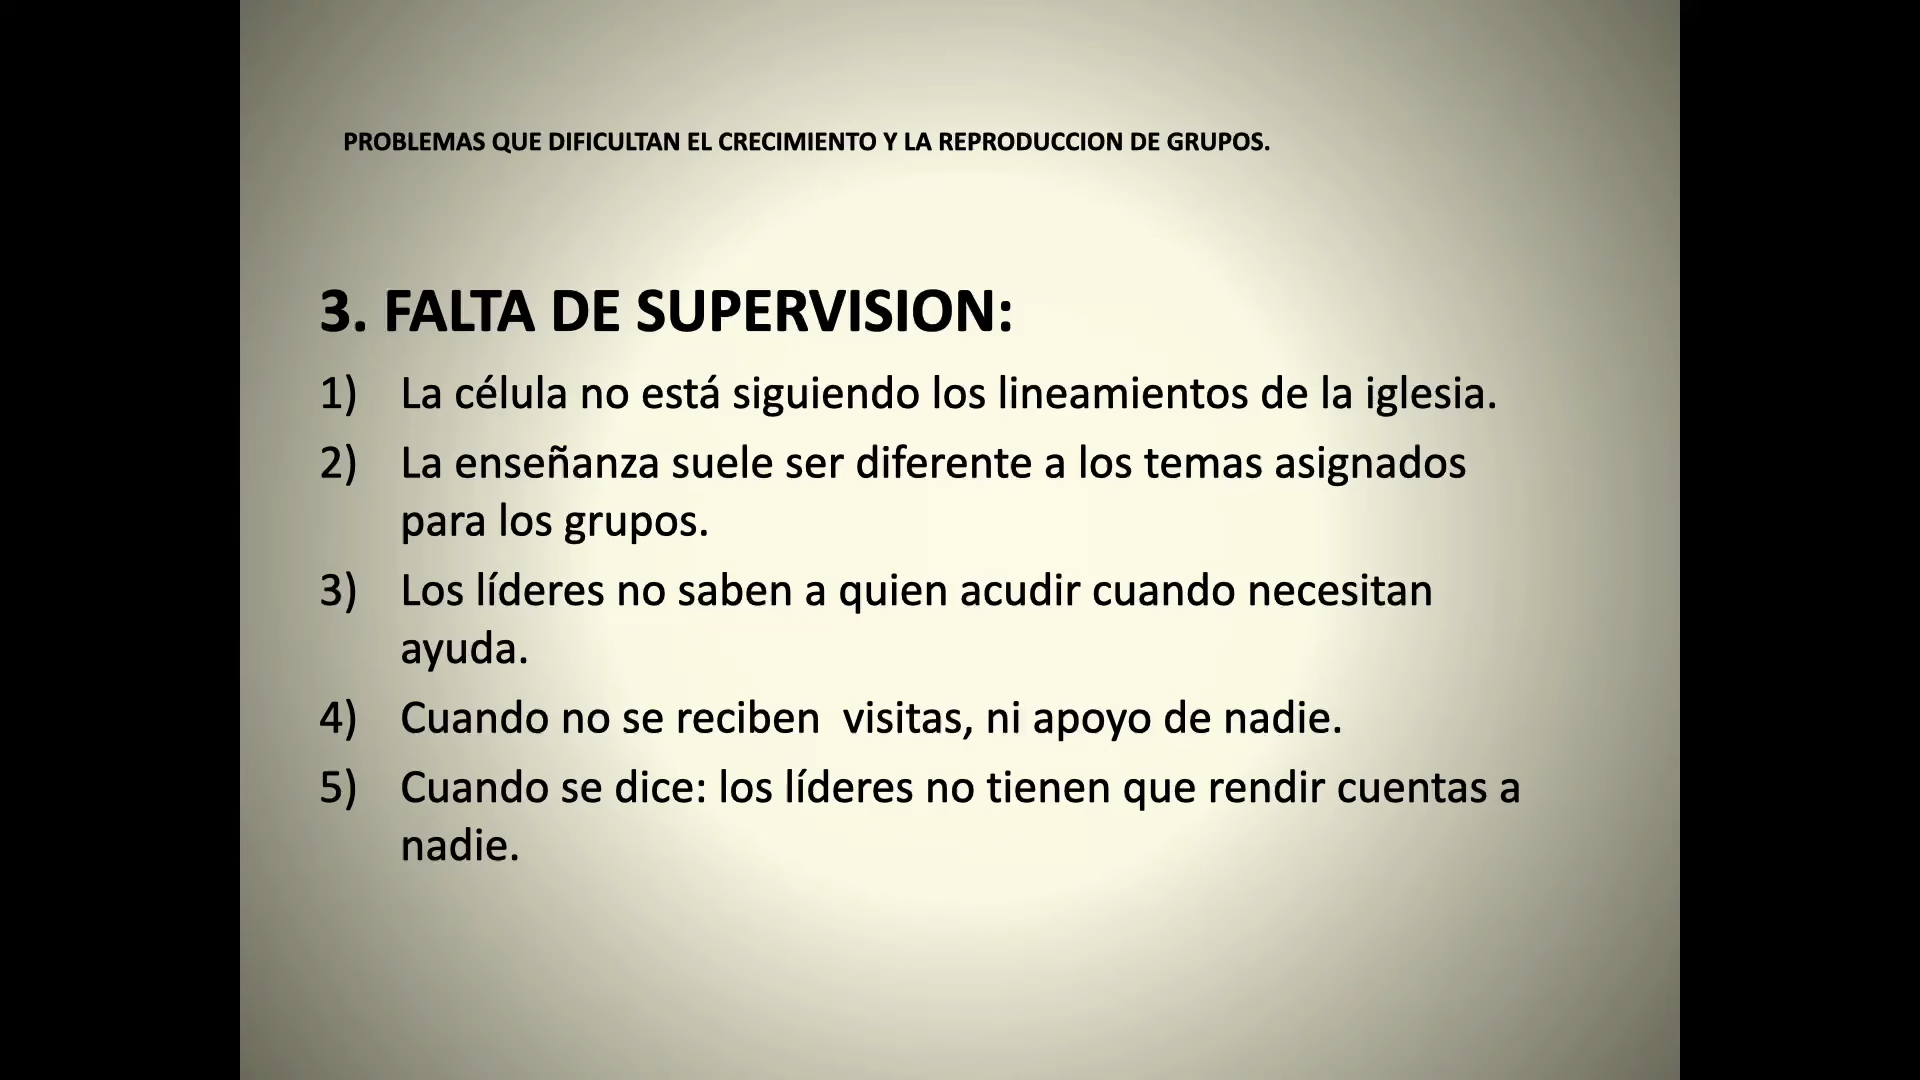 PROBLEMAS QUE DIFICULTAN EL CRECIMIENTO Y LA REPRODUCCION DE GRUPOS.
3. FALTA DE SUPERVISION:
1) La célula no está siguiendo los lineamientos de la iglesia.
2) La enseñanza suele ser diferente a los temas asignados
para los grupos.
3) Los líderes no saben a quien acudir cuando necesitan
ayuda.
4) Cuando no se reciben  visitas, ni apoyo de nadie.
5) Cuando se dice: los líderes no tienen que rendir cuentas a
nadie.